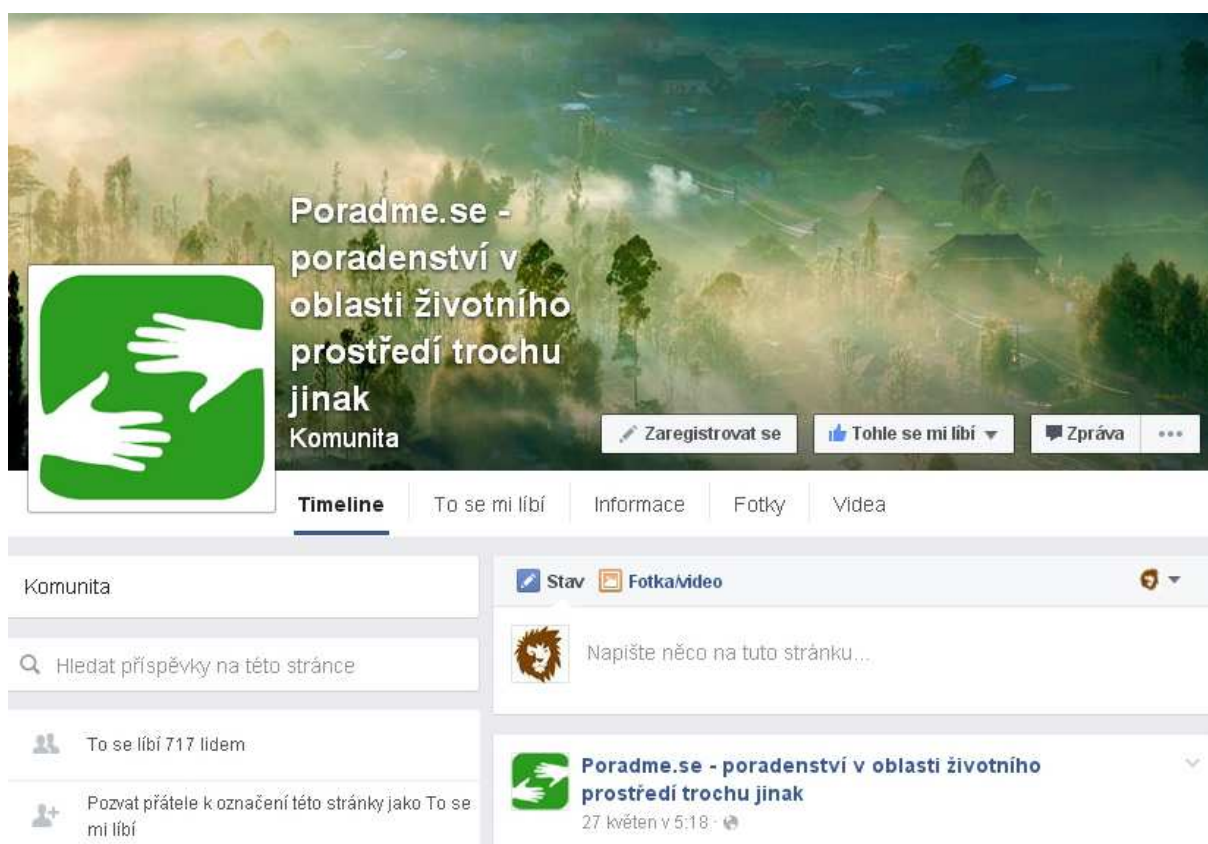 Poradme.se -
poradenství v
oblasti životního
prostředí trochu
jinak
Komunita
Zaregistrovat se
Tohle se mi líbí
Zpráva
Timeline
To se mi líbí
Informace
Fotky
Videa
Komunita
Hledat příspěvky na této stránce
To se líbí 717 lidem
Pozvat přátele k označení této stránky jako To se
mi líbí
Stav
Fotka/video
Napište něco na tuto stránku...
Poradme.se - poradenství v oblasti životního
prostředí trochu jinak
27 květen v 5:18 ·